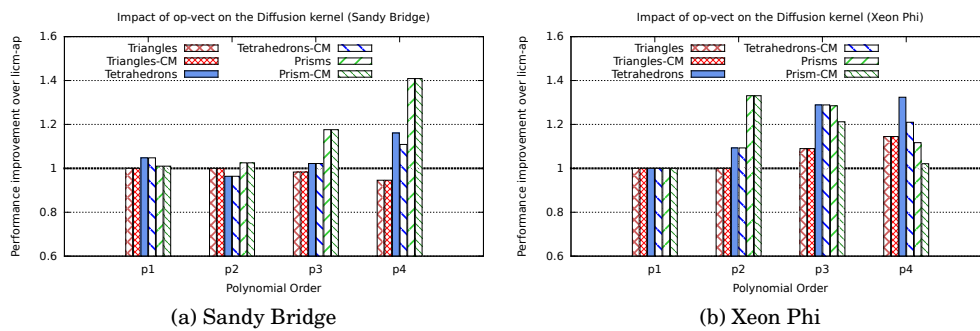 Impact of op-vect on the Diffusion kernel (Sandy Bridge)
Performance improvement over licm-ap
1.6
1.4
1.2
1
0.8
0.6
Triangles
Triangles-CM
Tetrahedrons
Tetrahedrons-CM
Prisms
Prism-CM
p1 p2 p3 p4
Polynomial Order
(a) Sandy Bridge
Impact of op-vect on the Diffusion kernel (Xeon Phi)
Performance improvement over licm-ap
1.6
1.4
1.2
1
0.8
0.6
Triangles
Triangles-CM
Tetrahedrons
Tetrahedrons-CM
Prisms
Prism-CM
p1 p2 p3 p4
Polynomial Order
(b) Xeon Phi